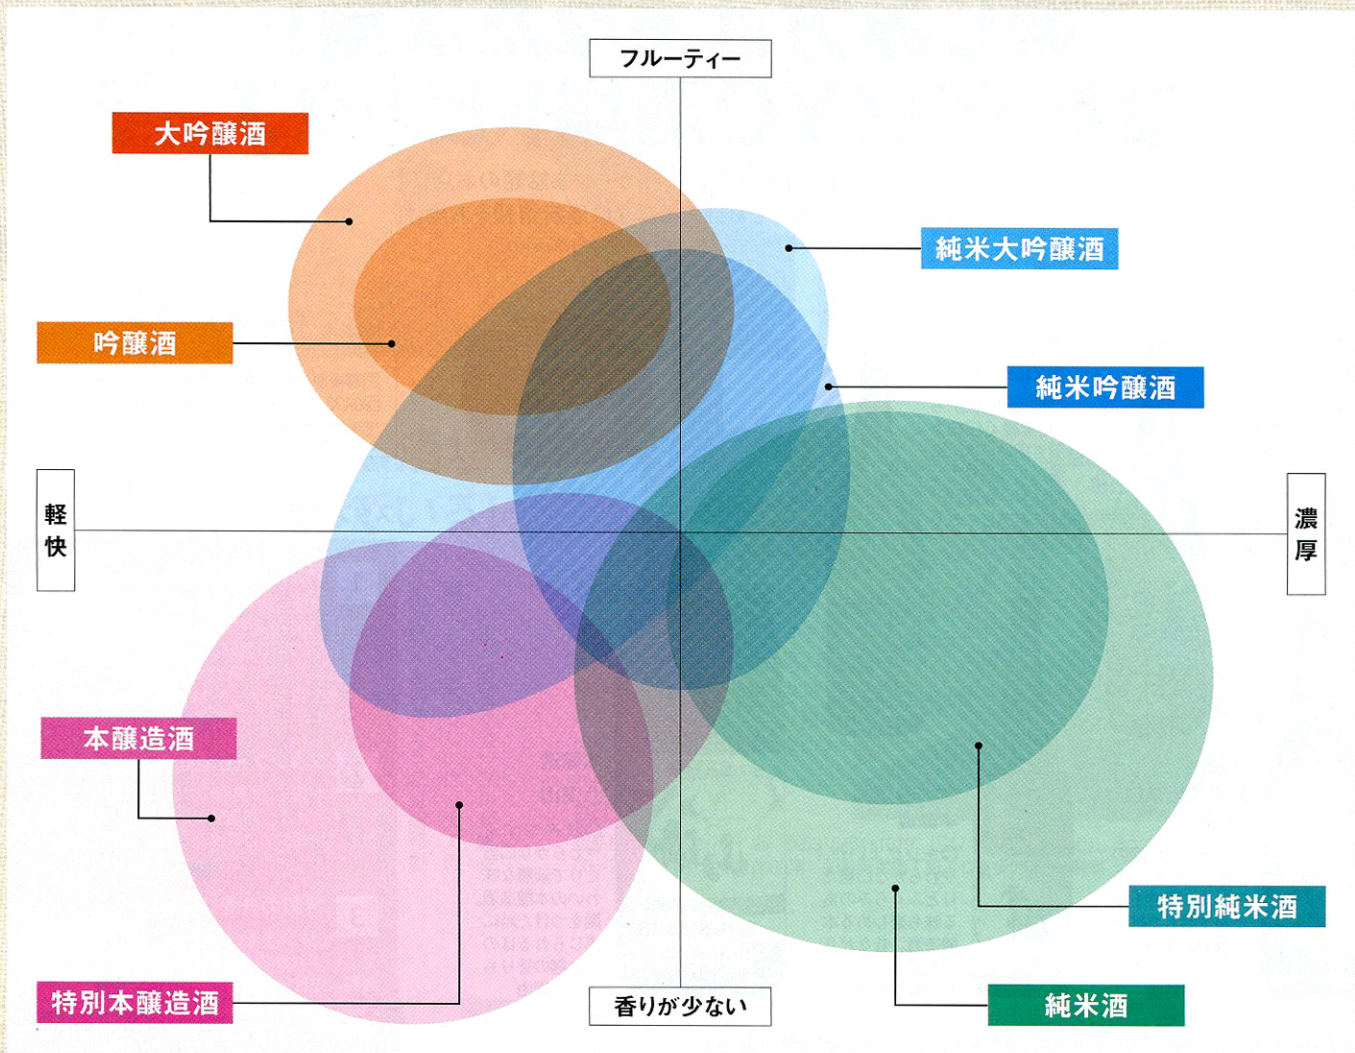 フルーティー
大吟醸酒
純米大吟醸酒
吟醸酒
純米吟醸酒
軽快
濃厚
本醸造酒
特別純米酒
特別本醸造酒
香りが少ない
純米酒